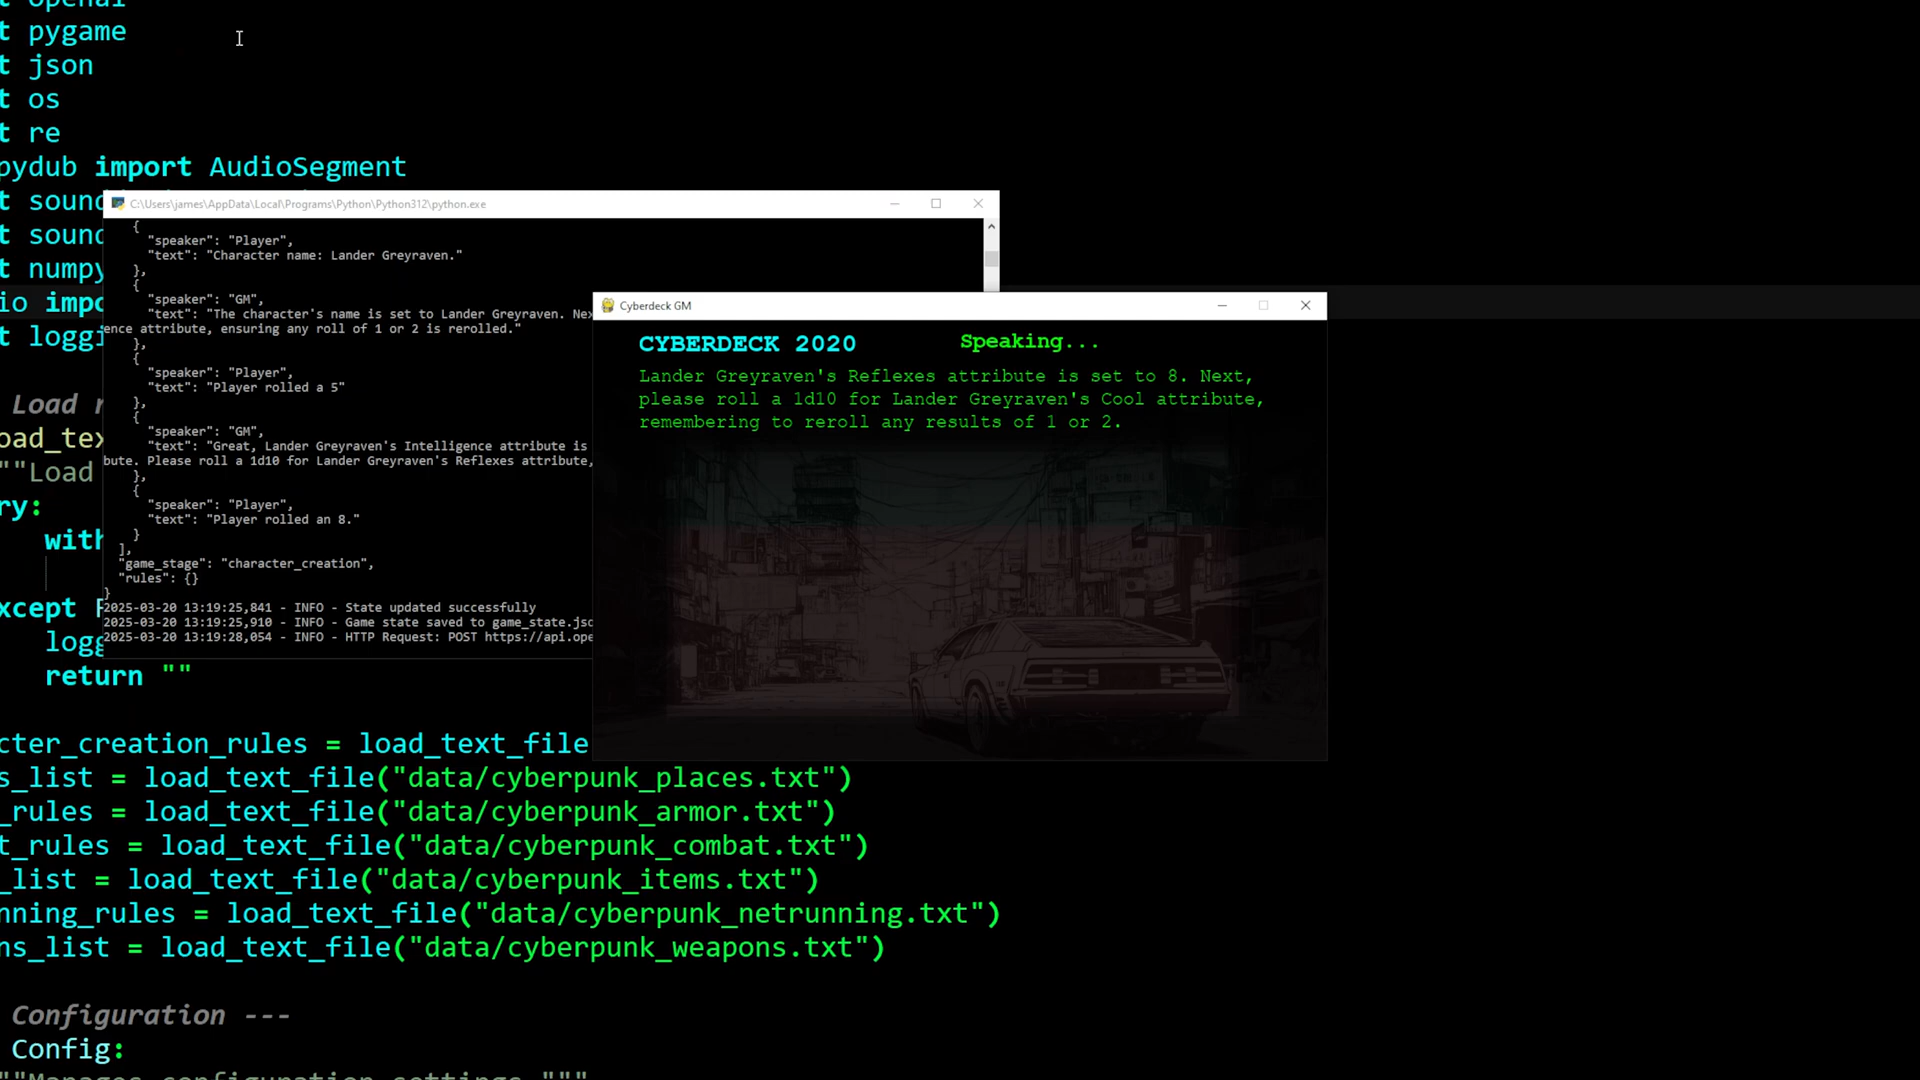 t openai
t pygame
t json
t os
t re
pydub import AudioSegment
t sound
t sound
t numpy
io impo
t loggi
Load r
oad_tex
""Load
ry:
with
xcept F
logg
return ""
cter_creation_rules = load_text_file
s_list = load_text_file("data/cyberpunk_places.txt")
_rules = load_text_file("data/cyberpunk_armor.txt")
t_rules = load_text_file("data/cyberpunk_combat.txt")
_list = load_text_file("data/cyberpunk_items.txt")
nning_rules = load_text_file("data/cyberpunk_netrunning.txt")
ns_list = load_text_file("data/cyberpunk_weapons.txt")
Configuration ---
Config:
""Manages configuration settings."""
C:\Users\james\AppData\Local\Programs\Python\Python312\python.exe
{
"speaker": "Player",
"text": "Character name: Lander Greyraven."
},
{
"speaker": "GM",
"text": "The character's name is set to Lander Greyraven. Nex
ence attribute, ensuring any roll of 1 or 2 is rerolled."
},
{
"speaker": "Player",
"text": "Player rolled a 5"
},
{
"speaker": "GM",
"text": "Great, Lander Greyraven's Intelligence attribute is
bute. Please roll a 1d10 for Lander Greyraven's Reflexes attribute,
},
{
"speaker": "Player",
"text": "Player rolled an 8."
}
],
"game_stage": "character_creation",
"rules": {}
}
2025-03-20 13:19:25,841 - INFO - State updated successfully
2025-03-20 13:19:25,910 - INFO - Game state saved to game_state.jso
2025-03-20 13:19:28,054 - INFO - HTTP Request: POST https://api.ope
Cyberdeck GM
CYBERDECK 2020 Speaking...
Lander Greyraven's Reflexes attribute is set to 8. Next,
please roll a 1d10 for Lander Greyraven's Cool attribute,
remembering to reroll any results of 1 or 2.